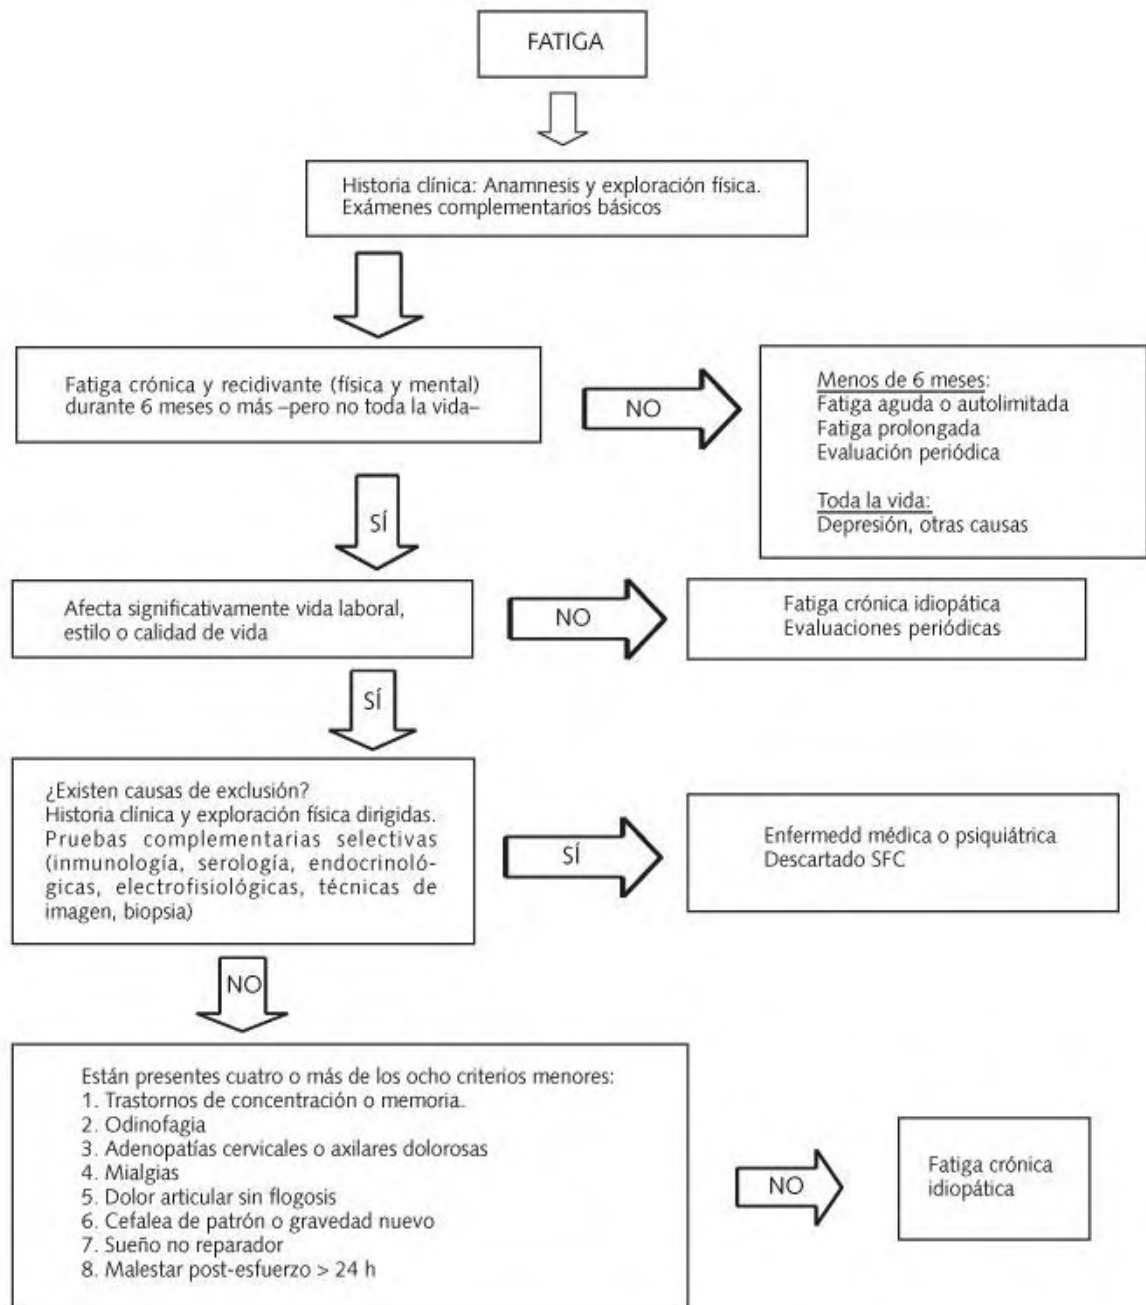 FATIGA
Historia clínica: Anamnesis y exploración física.
Exámenes complementarios básicos
Fatiga crónica y recidivante (física y mental)
durante 6 meses o más –pero no toda la vida–
NO
Menos de 6 meses:
Fatiga aguda o autolimitada
Fatiga prolongada
Evaluación periódica
Toda la vida:
Depresión, otras causas
SÍ
Afecta significativamente vida laboral,
estilo o calidad de vida
NO
Fatiga crónica idiopática
Evaluaciones periódicas
SÍ
¿Existen causas de exclusión?
Historia clínica y exploración física dirigidas.
Pruebas complementarias selectivas
(inmunología, serología, endocrinoló-
gicas, electrofisiológicas, técnicas de
imagen, biopsia)
SÍ
Enfermedd médica o psiquiátrica
Descartado SFC
NO
Están presentes cuatro o más de los ocho criterios menores:
1. Trastornos de concentración o memoria.
2. Odinofagia
3. Adenopatías cervicales o axilares dolorosas
4. Mialgias
5. Dolor articular sin flogosis
6. Cefalea de patrón o gravedad nuevo
7. Sueño no reparador
8. Malestar post-esfuerzo > 24 h
NO
Fatiga crónica
idiopática